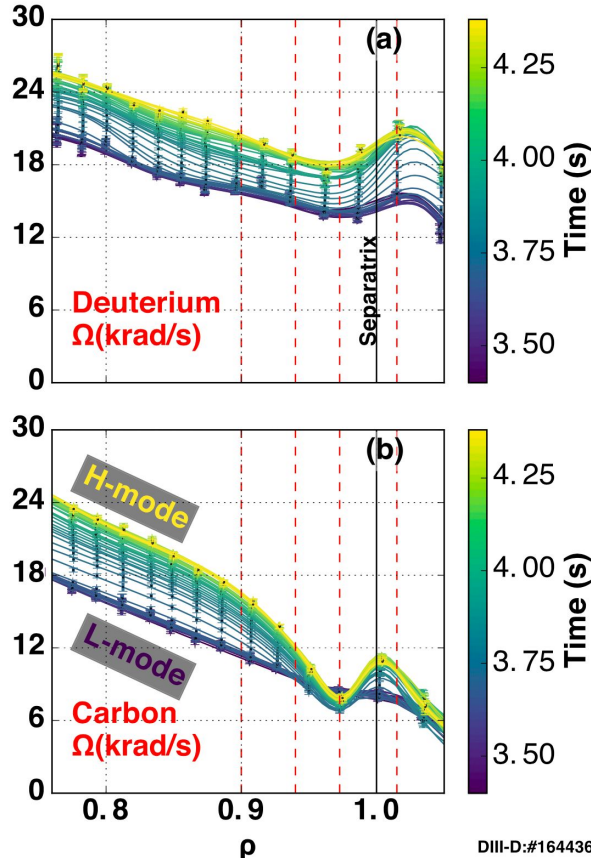 30
24
18
12
6
0
(a)
Deuterium
Ω(krad/s)
Separatrix
4.25
4.00
3.75
3.50
Time (s)
30
24
18
12
6
0
(b)
H-mode
L-mode
Carbon
Ω(krad/s)
4.25
4.00
3.75
3.50
Time (s)
0.8
0.9
1.0
ρ
DIII-D:#164436